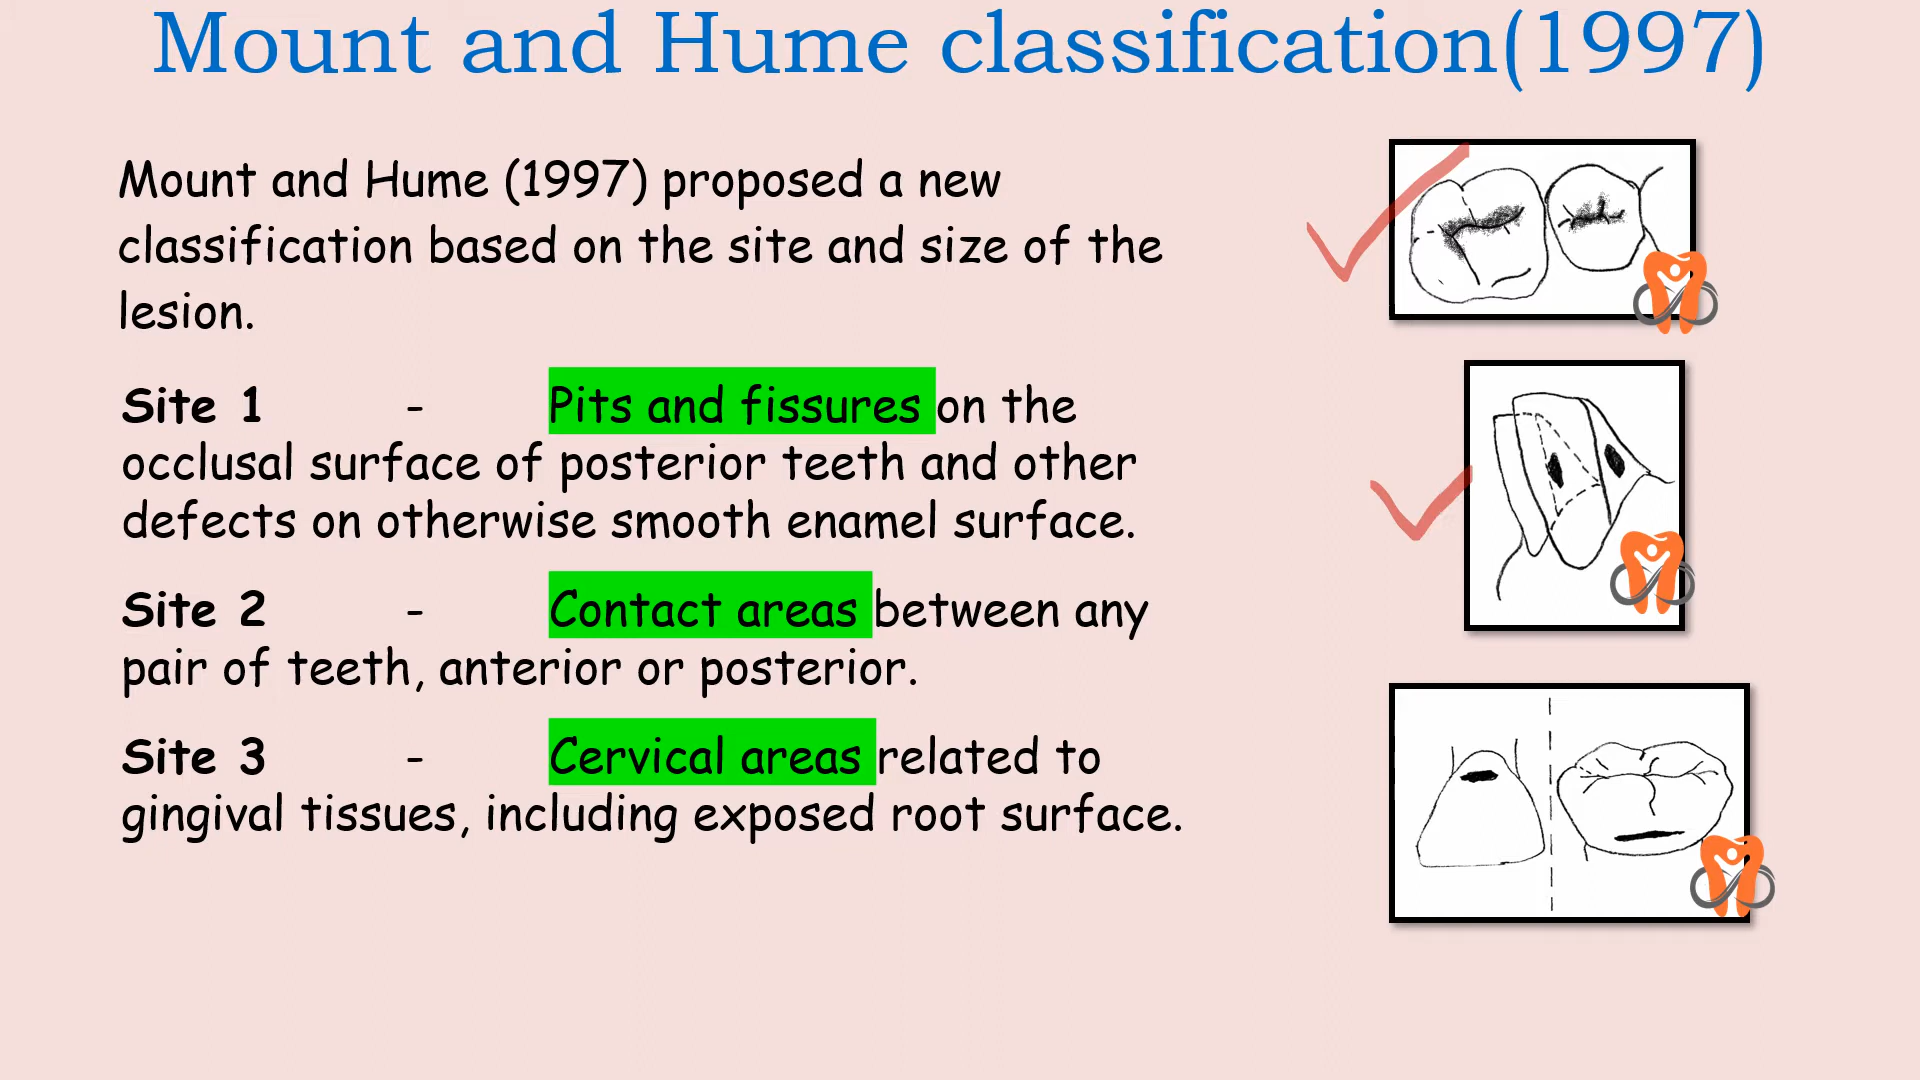 Mount and Hume classification(1997)
Mount and Hume (1997) proposed a new
classification based on the site and size of the
lesion.
Site 1 - Pits and fissures on the
occlusal surface of posterior teeth and other
defects on otherwise smooth enamel surface.
Site 2 - Contact areas between any
pair of teeth, anterior or posterior.
Site 3 - Cervical areas related to
gingival tissues, including exposed root surface.